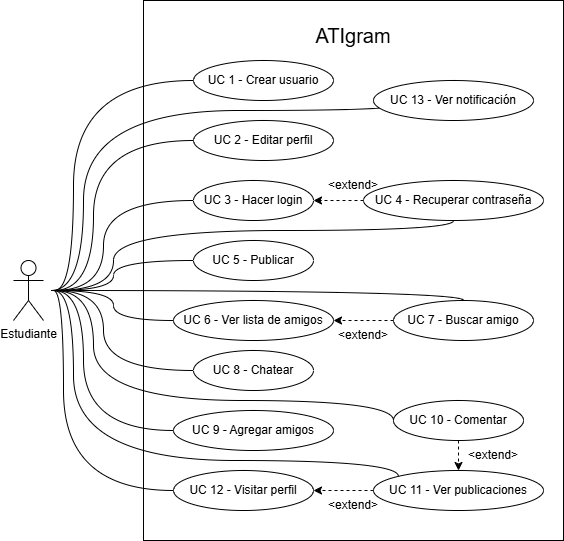 ATIgram
UC 1 - Crear usuario
UC 13 - Ver notificación
UC 2 - Editar perfil
<extend>
UC 3 - Hacer login
UC 4 - Recuperar contraseña
UC 5 - Publicar
Estudiante
UC 6 - Ver lista de amigos
UC 7 - Buscar amigo
<extend>
UC 8 - Chatear
UC 10 - Comentar
UC 9 - Agregar amigos
<extend>
UC 12 - Visitar perfil
UC 11 - Ver publicaciones
<extend>